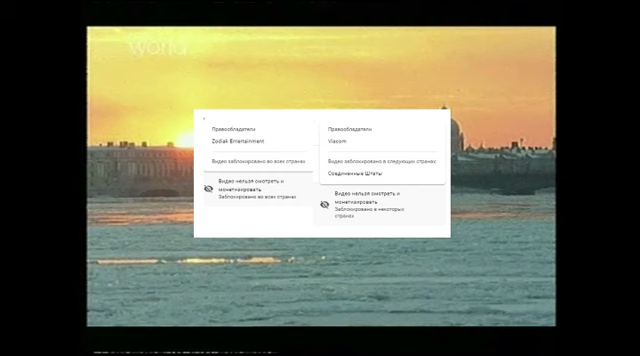 world
Правообладатели
Zodiak Entertainment
Видео заблокировано во всех странах
Видео нельзя смотреть и
монетизировать
Заблокировано во всех странах
Правообладатели
Viacom
Видео заблокировано в следующих странах:
Соединенные Штаты
Видео нельзя смотреть и
монетизировать
Заблокировано в некоторых
странах